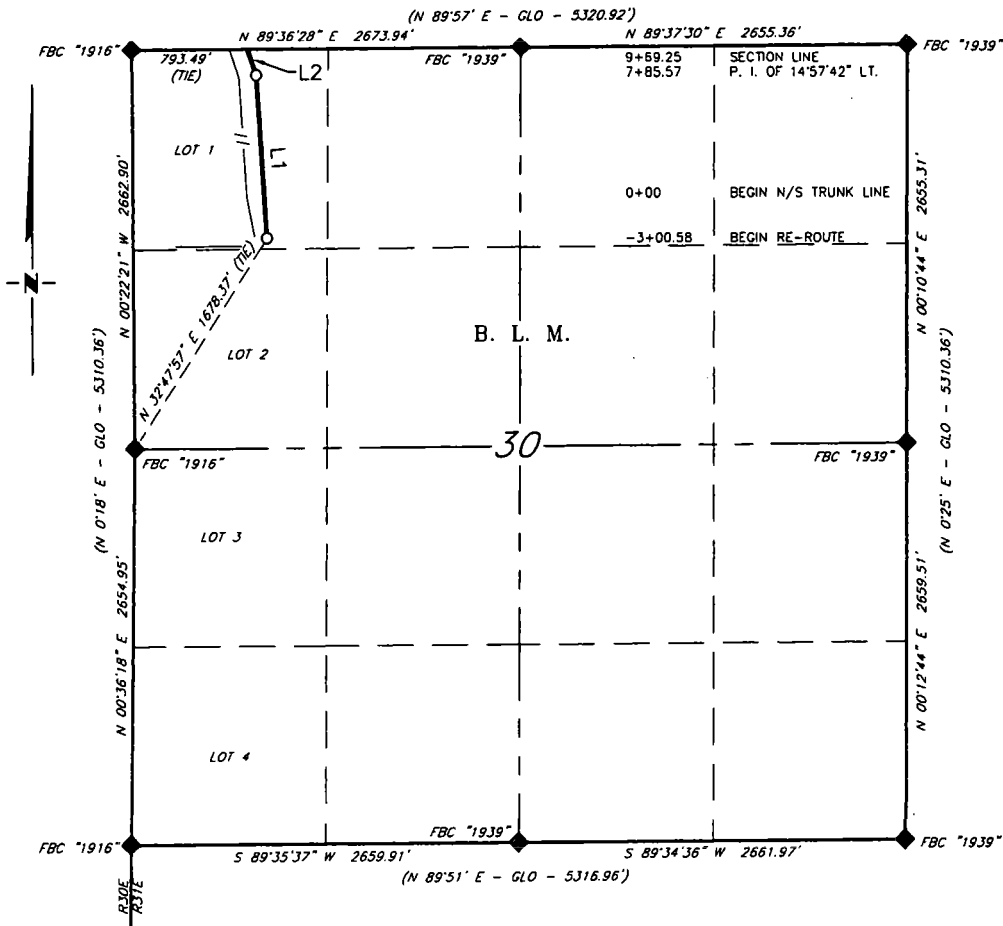 (N 89°57' E - GLO - 5320.92')
N 89°36'28" E 2673.94'
N 89°37'30" E 2655.36'
FBC "1916"
FBC "1939"
FBC "1939"
793.49'
(TIE)
L2
9+69.25 SECTION LINE
7+85.57 P. I. OF 14°57'42" LT.
LOT 1
L1
0+00 BEGIN N/S TRUNK LINE
-3+00.58 BEGIN RE-ROUTE
N 00°22'21" W 2662.90'
N 00°10'44" E 2655.31'
N
N 32°47'57" E 1678.37' (TIE)
LOT 2
B. L. M.
(N 0°18' E - GLO - 5310.36')
(N 0°25' E - GLO - 5310.36')
30
FBC "1916"
FBC "1939"
LOT 3
N 00°36'18" E 2654.95'
N 00°12'44" E 2659.51'
LOT 4
FBC "1916"
FBC "1939"
FBC "1939"
S 89°35'37" W 2659.91'
S 89°34'36" W 2661.97'
(N 89°51' E - GLO - 5316.96')
R30E
R31E